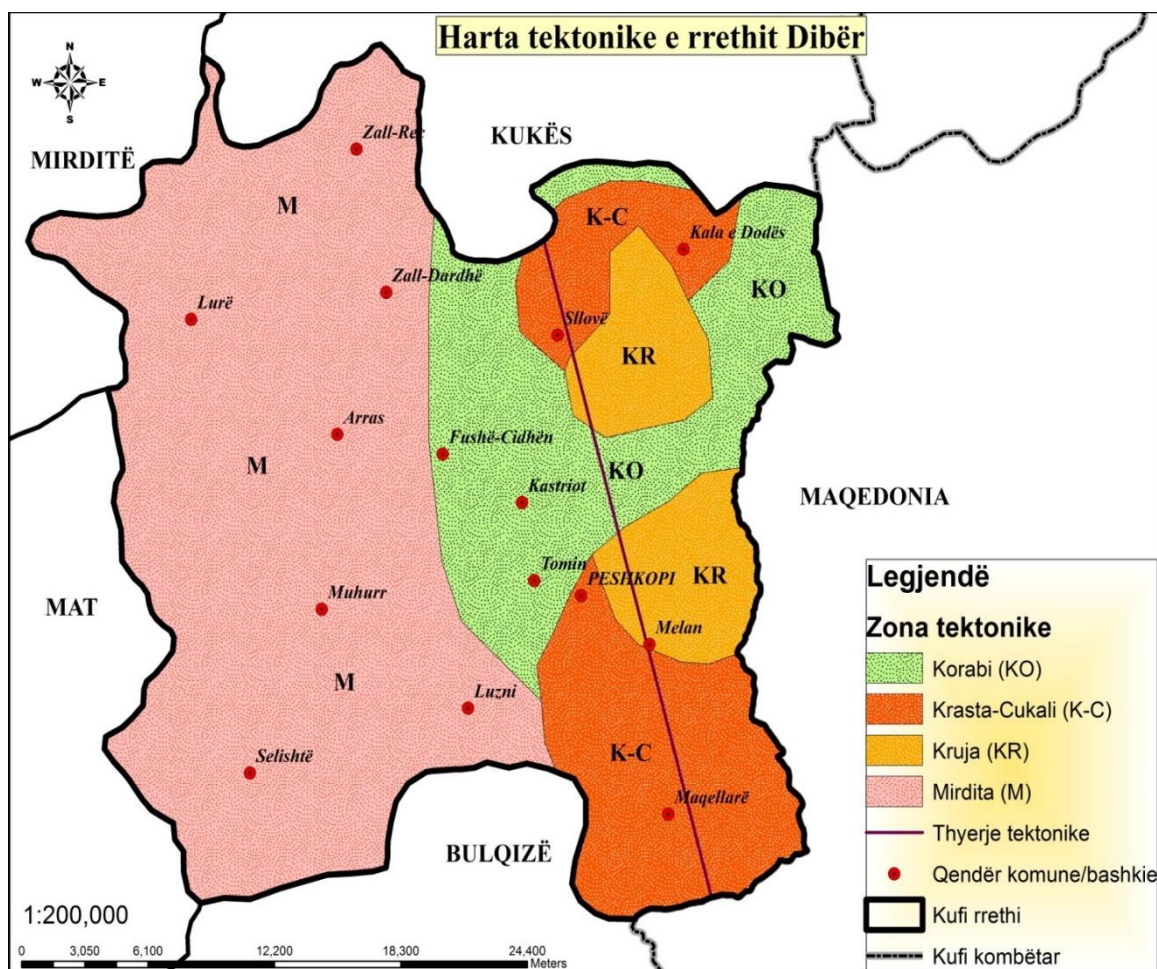 Harta tektonike e rrethit Dibër
N
W E
S
MIRDITË
KUKËS
Zall-Reç
M
K-C
Kala e Dodës
Zall-Dardhë
KO
Lurë
Sllovë
KR
Arras
Fushë-Cidhën
M
KO
Kastriot
MAQEDONIA
Tomin
PESHKOPI
KR
MAT
Muhurr
Melan
M
Luzni
Selishtë
K-C
Maqellarë
BULQIZË
Legjendë
Zona tektonike
Korabi (KO)
Krasta-Cukali (K-C)
Kruja (KR)
Mirdita (M)
Thyerje tektonike
Qendër komune/bashkie
Kufi rrethi
Kufi kombëtar
1:200,000
0 3,050 6,100 12,200 18,300 24,400
Meters